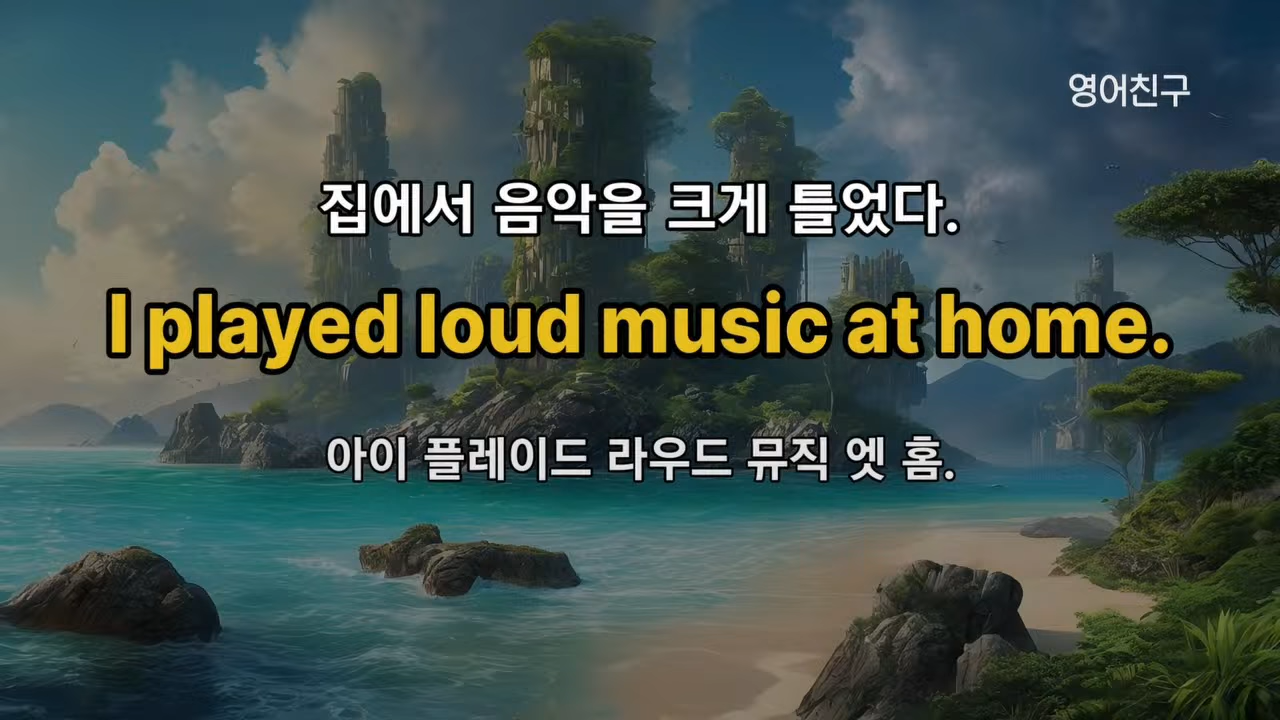 영어친구
집에서 음악을 크게 틀었다.
I played loud music at home.
아이 플레이드 라우드 뮤직 엣 홈.